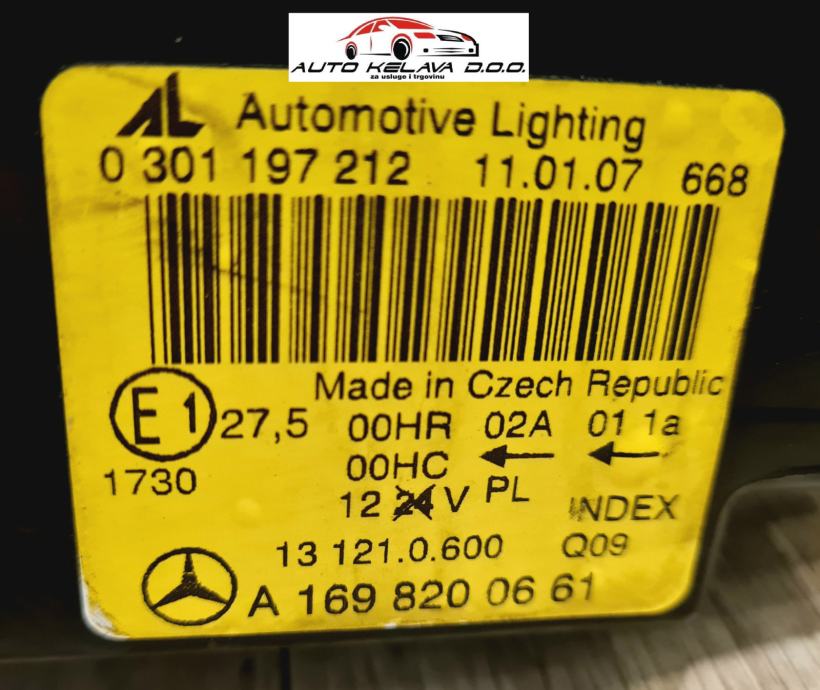 AUTO KELAVA D.O.O.
za usluge i trgovinu
AL Automotive Lighting
0 301 197 212 11.01.07 668
Made in Czech Republic
E1 27,5 00HR 02A 01 1a
1730 00HC ← ←
12 24 V PL INDEX
13 121.0.600 Q09
A 169 820 06 61